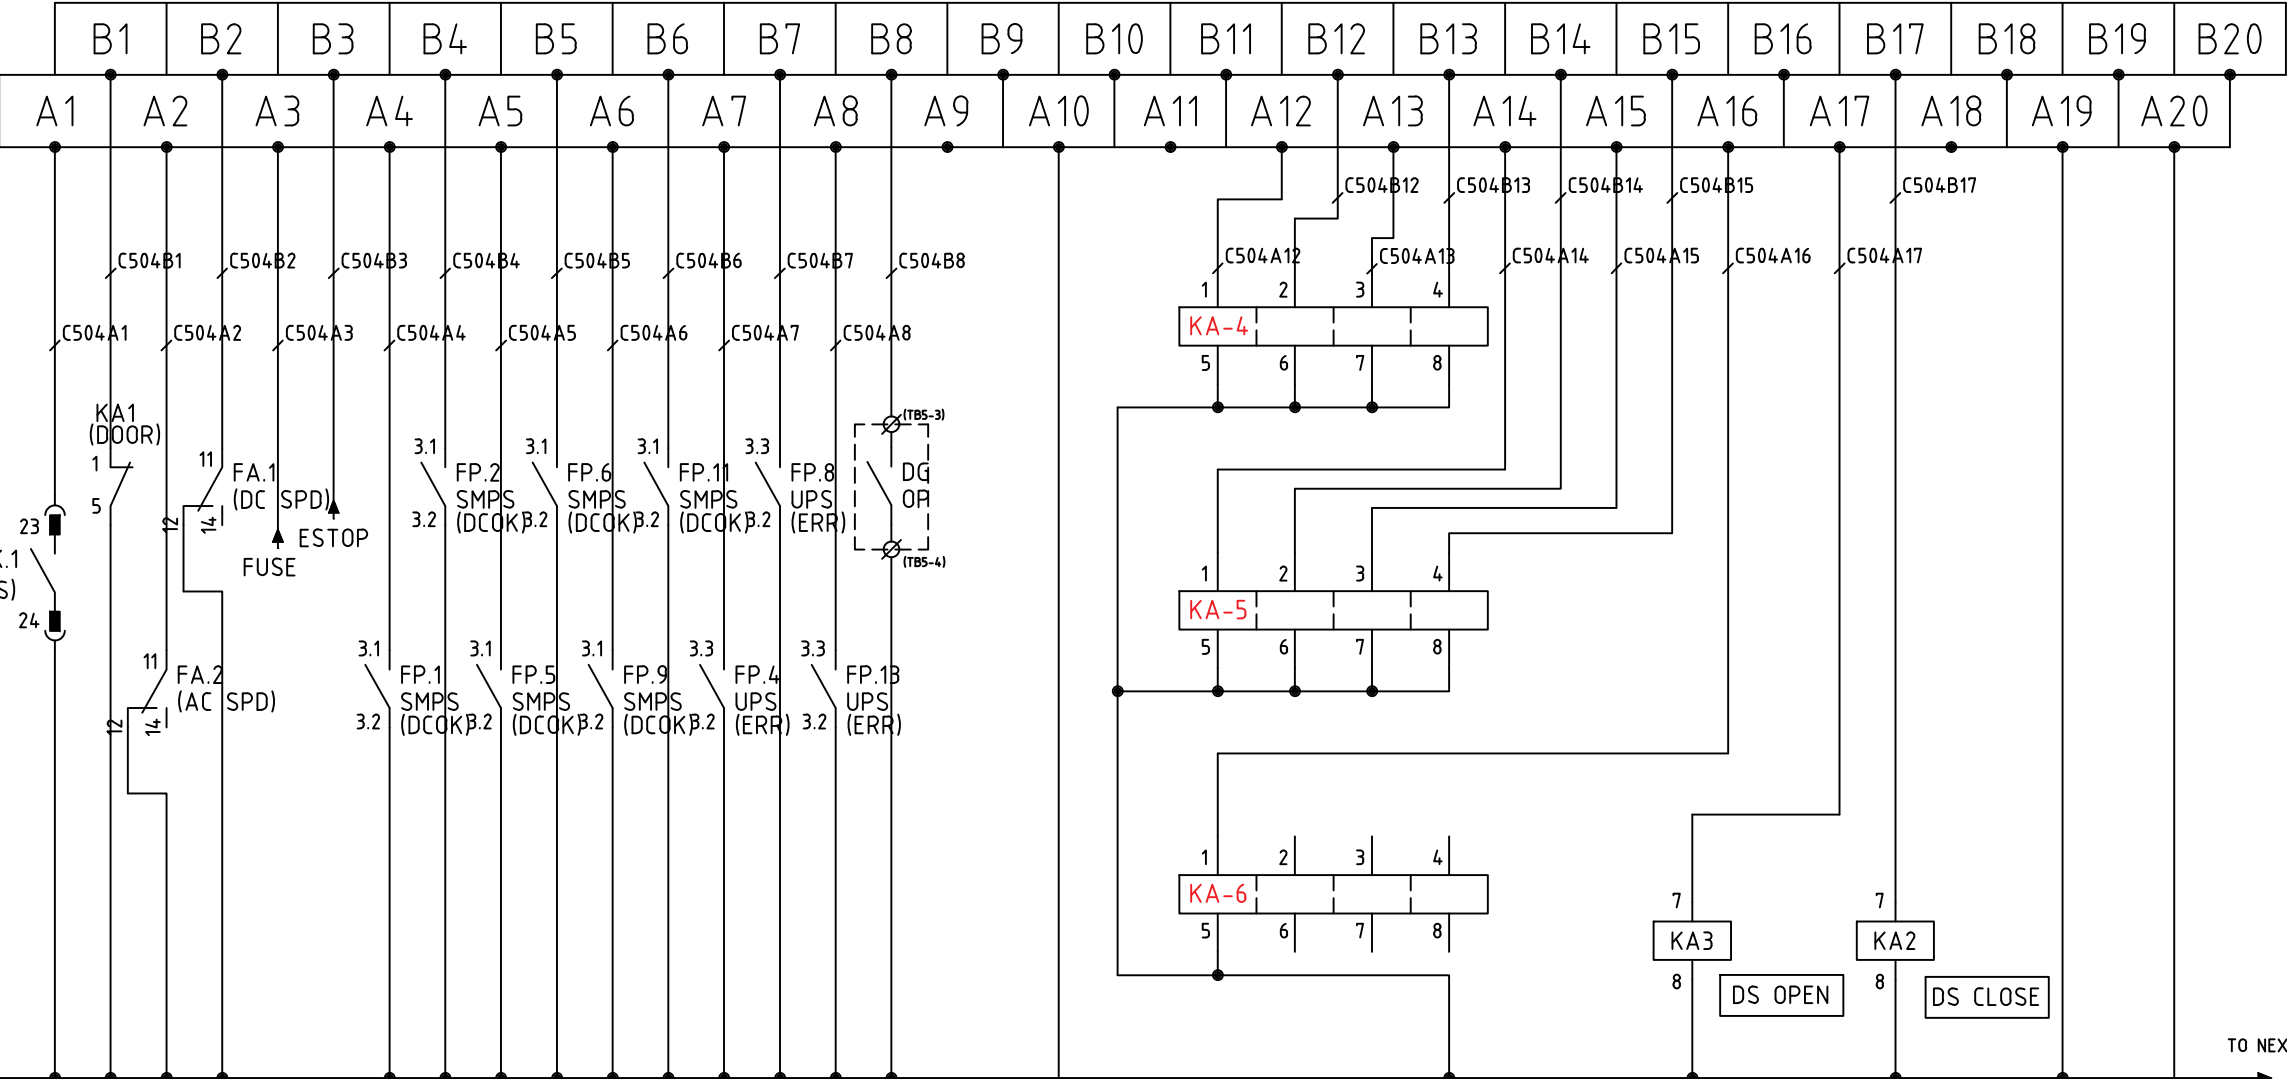 B1 B2 B3 B4 B5 B6 B7 B8 B9 B10 B11 B12 B13 B14 B15 B16 B17 B18 B19 B20
A1 A2 A3 A4 A5 A6 A7 A8 A9 A10 A11 A12 A13 A14 A15 A16 A17 A18 A19 A20
C504B12 C504B13 C504B14 C504B15 C504B17
C504B1 C504B2 C504B3 C504B4 C504B5 C504B6 C504B7 C504B8
C504A12 C504A13 C504A14 C504A15 C504A16 C504A17
1 2 3 4
KA-4
C504A1 C504A2 C504A3 C504A4 C504A5 C504A6 C504A7 C504A8
5 6 7 8
KA1
(DOOR)
1
5
11
FA.1
(DC SPD)
12
14
3.1
FP.2
SMPS
(DCOK)
3.2
3.1
FP.6
SMPS
(DCOK)
3.2
3.1
FP.11
SMPS
(DCOK)
3.2
3.3
FP.8
UPS
(ERR)
3.2
(TB5-3)
DG
OP
(TB5-4)
23
.1
S)
24
ESTOP
FUSE
1 2 3 4
KA-5
5 6 7 8
11
FA.2
(AC SPD)
12
14
3.1
FP.1
SMPS
(DCOK)
3.2
3.1
FP.5
SMPS
(DCOK)
3.2
3.1
FP.9
SMPS
(DCOK)
3.2
3.3
FP.4
UPS
(ERR)
3.2
3.3
FP.13
UPS
(ERR)
3.2
1 2 3 4
KA-6
5 6 7 8
7
KA3
8
DS OPEN
7
KA2
8
DS CLOSE
TO NEX